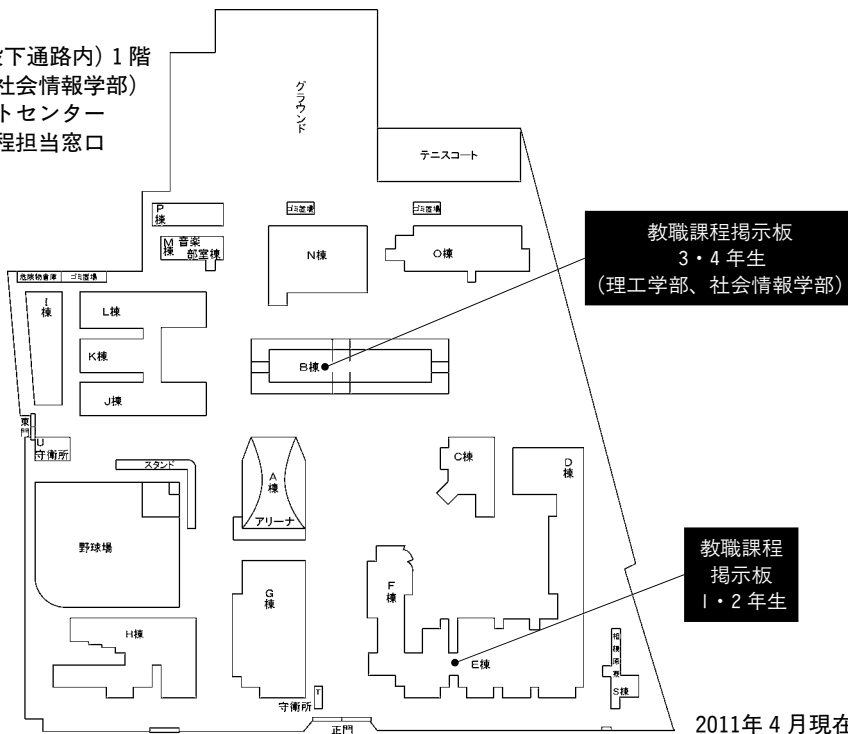 下通路内）1階
社会情報学部）
トセンター
程担当窓口
グラウンド
テニスコート
P棟
ゴミ置場
ゴミ置場
M棟
音楽
部室棟
N棟
O棟
教職課程掲示板
3・4年生
（理工学部、社会情報学部）
危険物倉庫
ゴミ置場
I棟
L棟
K棟
B棟
J棟
東門
U
守衛所
スタンド
A棟
アリーナ
C棟
D棟
野球場
教職課程
掲示板
1・2年生
F棟
G棟
H棟
E棟
S棟
T
守衛所
正門
2011年4月現在